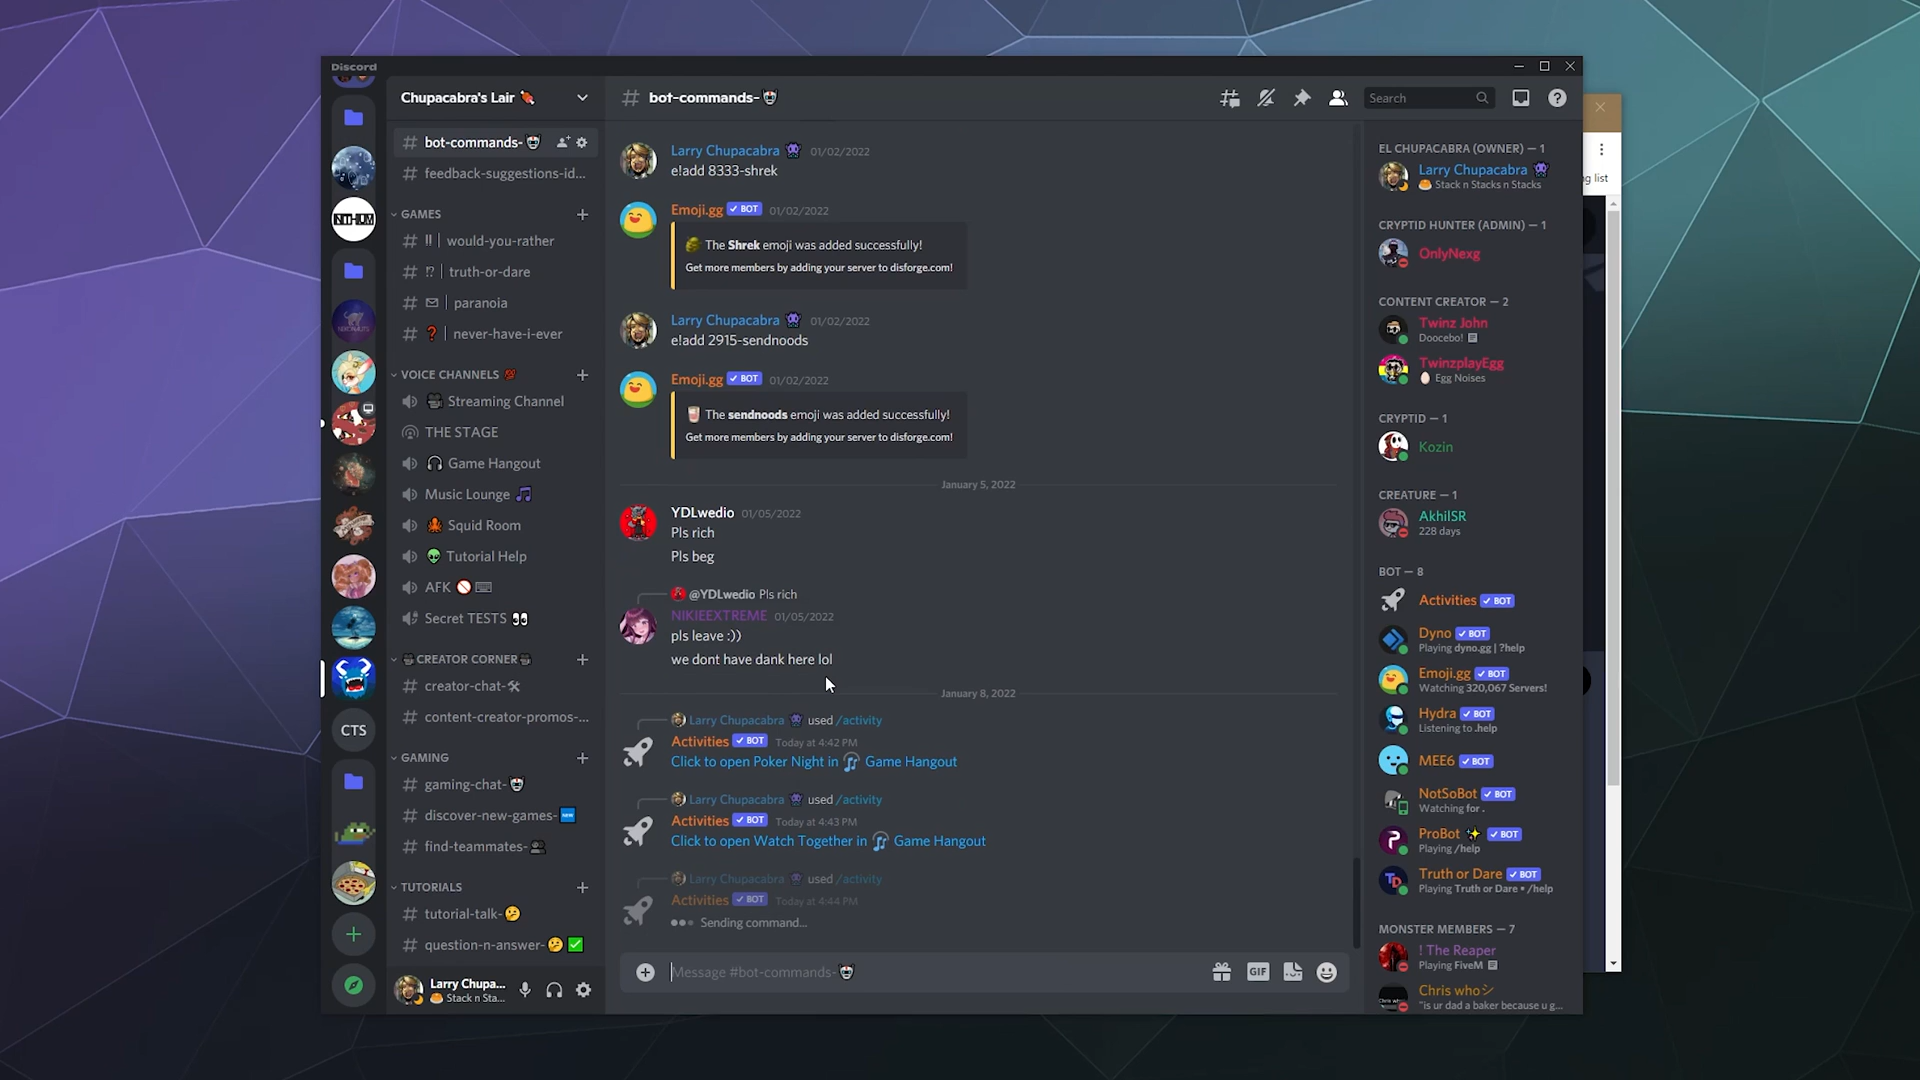 Discord
Chupacabra's Lair
bot-commands-
feedback-suggestions-id...
GAMES
would-you-rather
truth-or-dare
paranoia
never-have-i-ever
VOICE CHANNELS
Streaming Channel
THE STAGE
Game Hangout
Music Lounge
Squid Room
Tutorial Help
AFK
Secret TESTS
CREATOR CORNER
creator-chat-
content-creator-promos-...
GAMING
gaming-chat-
discover-new-games-
find-teammates-
TUTORIALS
tutorial-talk-
question-n-answer-
CTS
Larry Chupa...
Stack n Sta...
bot-commands-
Search
Larry Chupacabra 01/02/2022
e!add 8333-shrek
Emoji.gg BOT 01/02/2022
The Shrek emoji was added successfully!
Get more members by adding your server to disforge.com!
Larry Chupacabra 01/02/2022
e!add 2915-sendnoods
Emoji.gg BOT 01/02/2022
The sendnoods emoji was added successfully!
Get more members by adding your server to disforge.com!
January 5, 2022
YDLwedio 01/05/2022
Pls rich
Pls beg
@YDLwedio Pls rich
NIKIEEXTREME 01/05/2022
pls leave :))
we dont have dank here lol
January 8, 2022
Larry Chupacabra used /activity
Activities BOT Today at 4:42 PM
Click to open Poker Night in Game Hangout
Larry Chupacabra used /activity
Activities BOT Today at 4:43 PM
Click to open Watch Together in Game Hangout
Larry Chupacabra used /activity
Activities BOT Today at 4:44 PM
Sending command...
Message #bot-commands-
GIF
EL CHUPACABRA (OWNER) — 1
Larry Chupacabra
Stack n Stacks n Stacks
CRYPTID HUNTER (ADMIN) — 1
OnlyNexg
CONTENT CREATOR — 2
Twinz John
Doocebo!
TwinzplayEgg
Egg Noises
CRYPTID — 1
Kozin
CREATURE — 1
AkhilSR
228 days
BOT — 8
Activities BOT
Dyno BOT
Playing dyno.gg | ?help
Emoji.gg BOT
Watching 320,067 Servers!
Hydra BOT
Listening to .help
MEE6 BOT
NotSoBot BOT
Watching for .
ProBot BOT
Playing /help
Truth or Dare BOT
Playing Truth or Dare • /help
MONSTER MEMBERS — 7
! The Reaper
Playing FiveM
Chris whoシ
"is ur dad a baker because u g...
ng list